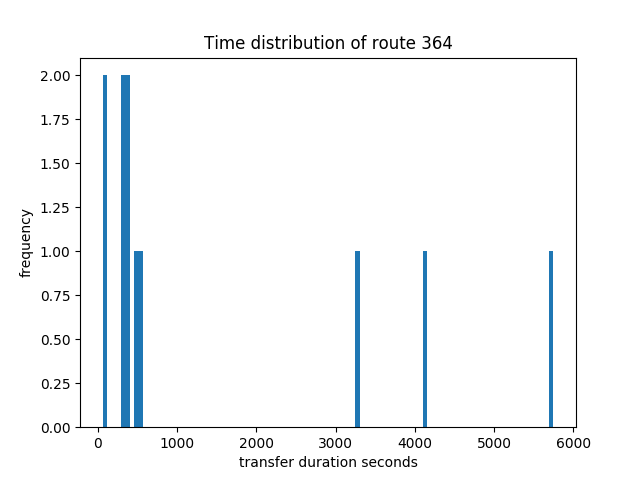 Time distribution of route 364
2.00
1.75
1.50
1.25
1.00
0.75
0.50
0.25
0.00
frequency
0 1000 2000 3000 4000 5000 6000
transfer duration seconds